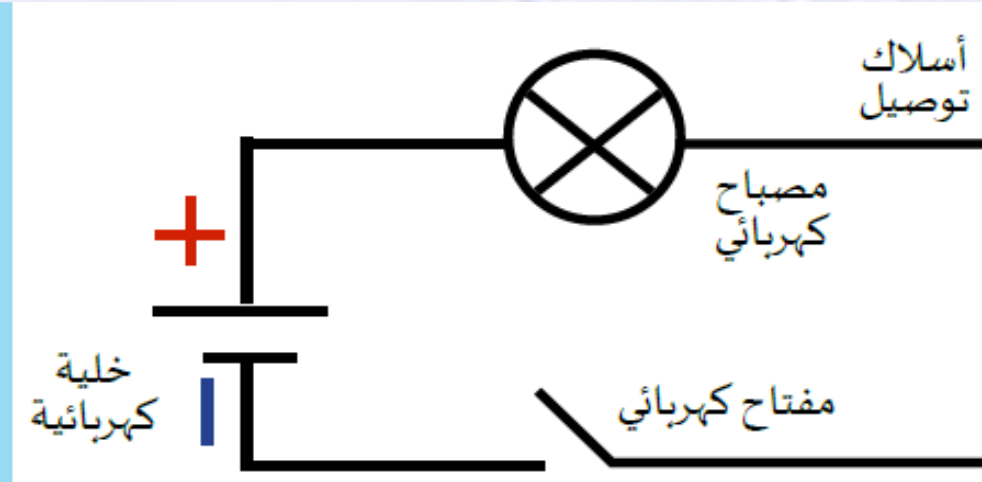 أسلاك
توصيل
مصباح
كهربائي
+
خلية
كهربائية
مفتاح كهربائي